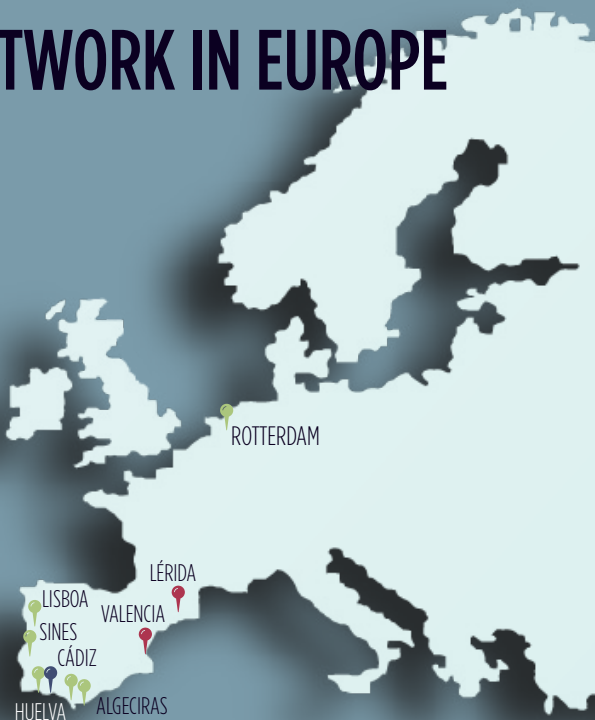 TWORK IN EUROPE
ROTTERDAM
LÉRIDA
LISBOA
VALENCIA
SINES
CÁDIZ
HUELVA
ALGECIRAS